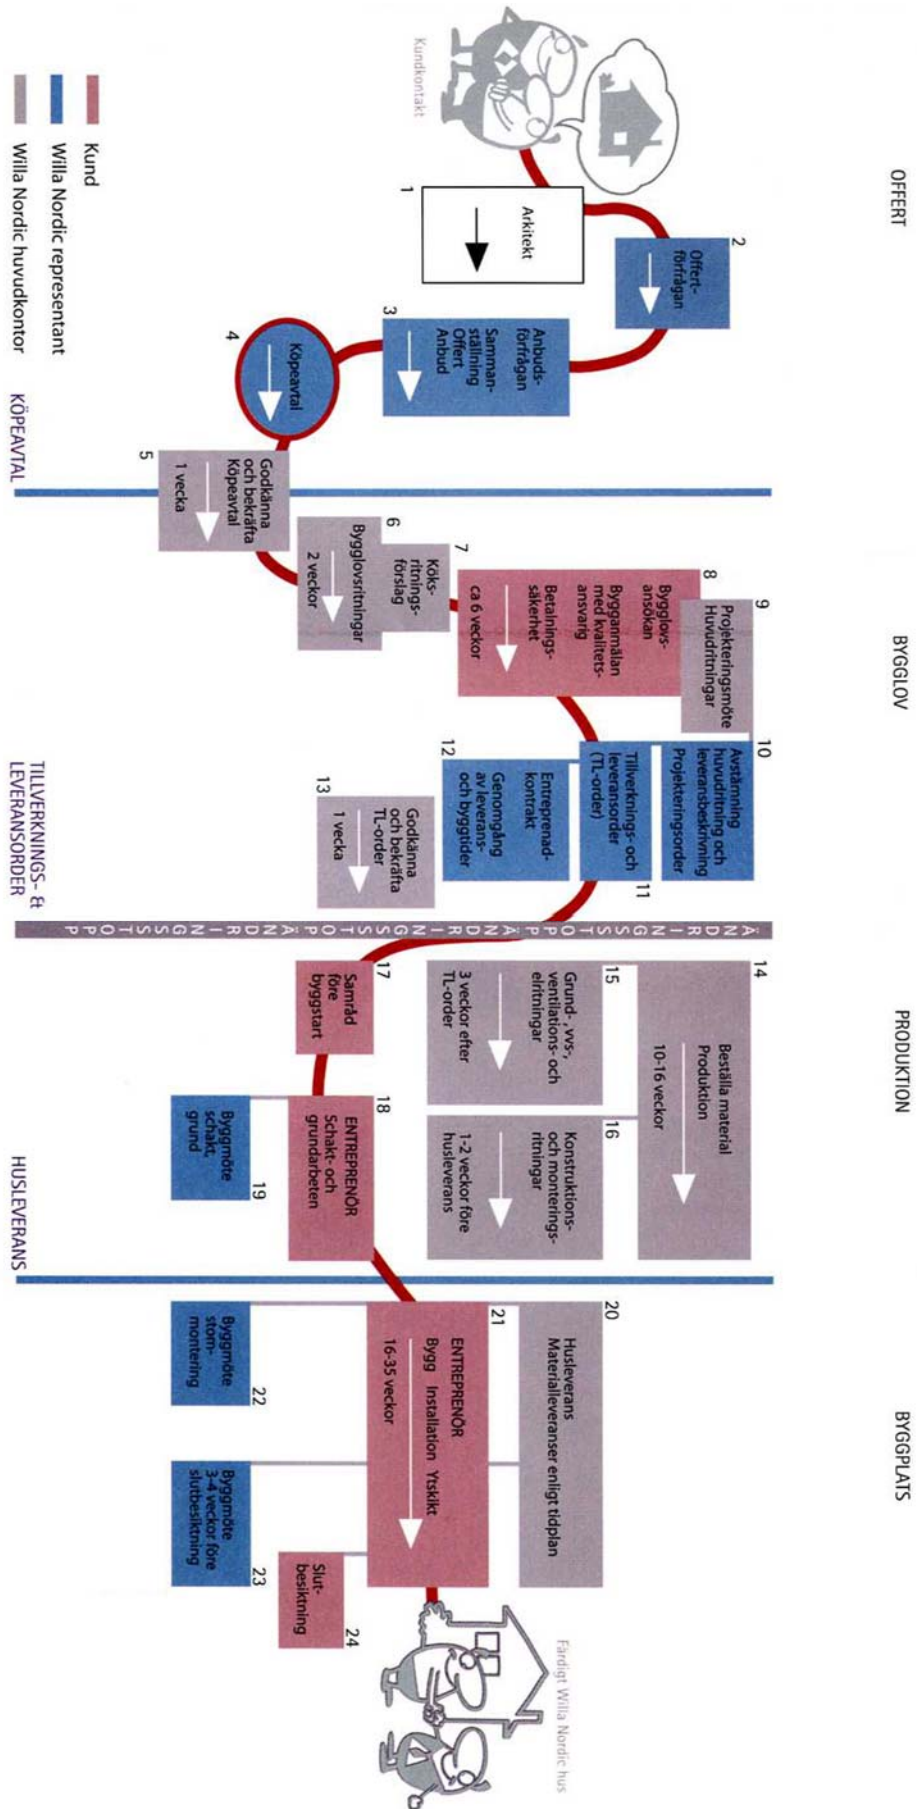 OFFERT
BYGGLOV
PRODUKTION
BYGGPLATS
Kundkontakt
1
Arkitekt
2
Offert-
förfrågan
3
Anbuds-
förfrågan
Samman-
ställning
Offert
Anbud
4
Köpeavtal
5
Godkänna
och bekräfta
Köpeavtal
1 vecka
6
Bygglovsritningar
2 veckor
7
Köks-
ritnings-
förslag
8
Bygglovs-
ansökan
Bygganmälan
med kvalitets-
ansvarig
Betalnings-
säkerhet
ca 6 veckor
9
Projekteringsmöte
Huvudritningar
10
Avstämning
huvudritning och
leveransbeskrivning
Projekteringsorder
11
Tillverknings- och
leveransorder
(TL-order)
12
Entreprenad-
kontrakt
Genomgång
av leverans-
och byggtider
13
Godkänna
och bekräfta
TL-order
1 vecka
ÄNDRINGSSTOPP ÄNDRINGSSTOPP ÄNDRINGSSTOPP
14
Beställa material
Produktion
10-16 veckor
15
Grund-, vvs-,
ventilations- och
elritningar
3 veckor efter
TL-order
16
Konstruktions-
och monterings-
ritningar
1-2 veckor före
husleverans
17
Samråd
före
byggstart
18
ENTREPRENÖR
Schakt- och
grundarbeten
19
Byggmöte
schakt,
grund
20
Husleverans
Materialleveranser enligt tidplan
21
ENTREPRENÖR
Bygg Installation Ytskikt
16-35 veckor
22
Byggmöte
stom-
montering
23
Byggmöte
3-4 veckor före
slutbesiktning
24
Slut-
besiktning
Färdigt Willa Nordic hus
Kund
Willa Nordic representant
Willa Nordic huvudkontor
KÖPEAVTAL
TILLVERKNINGS- &
LEVERANSORDER
HUSLEVERANS